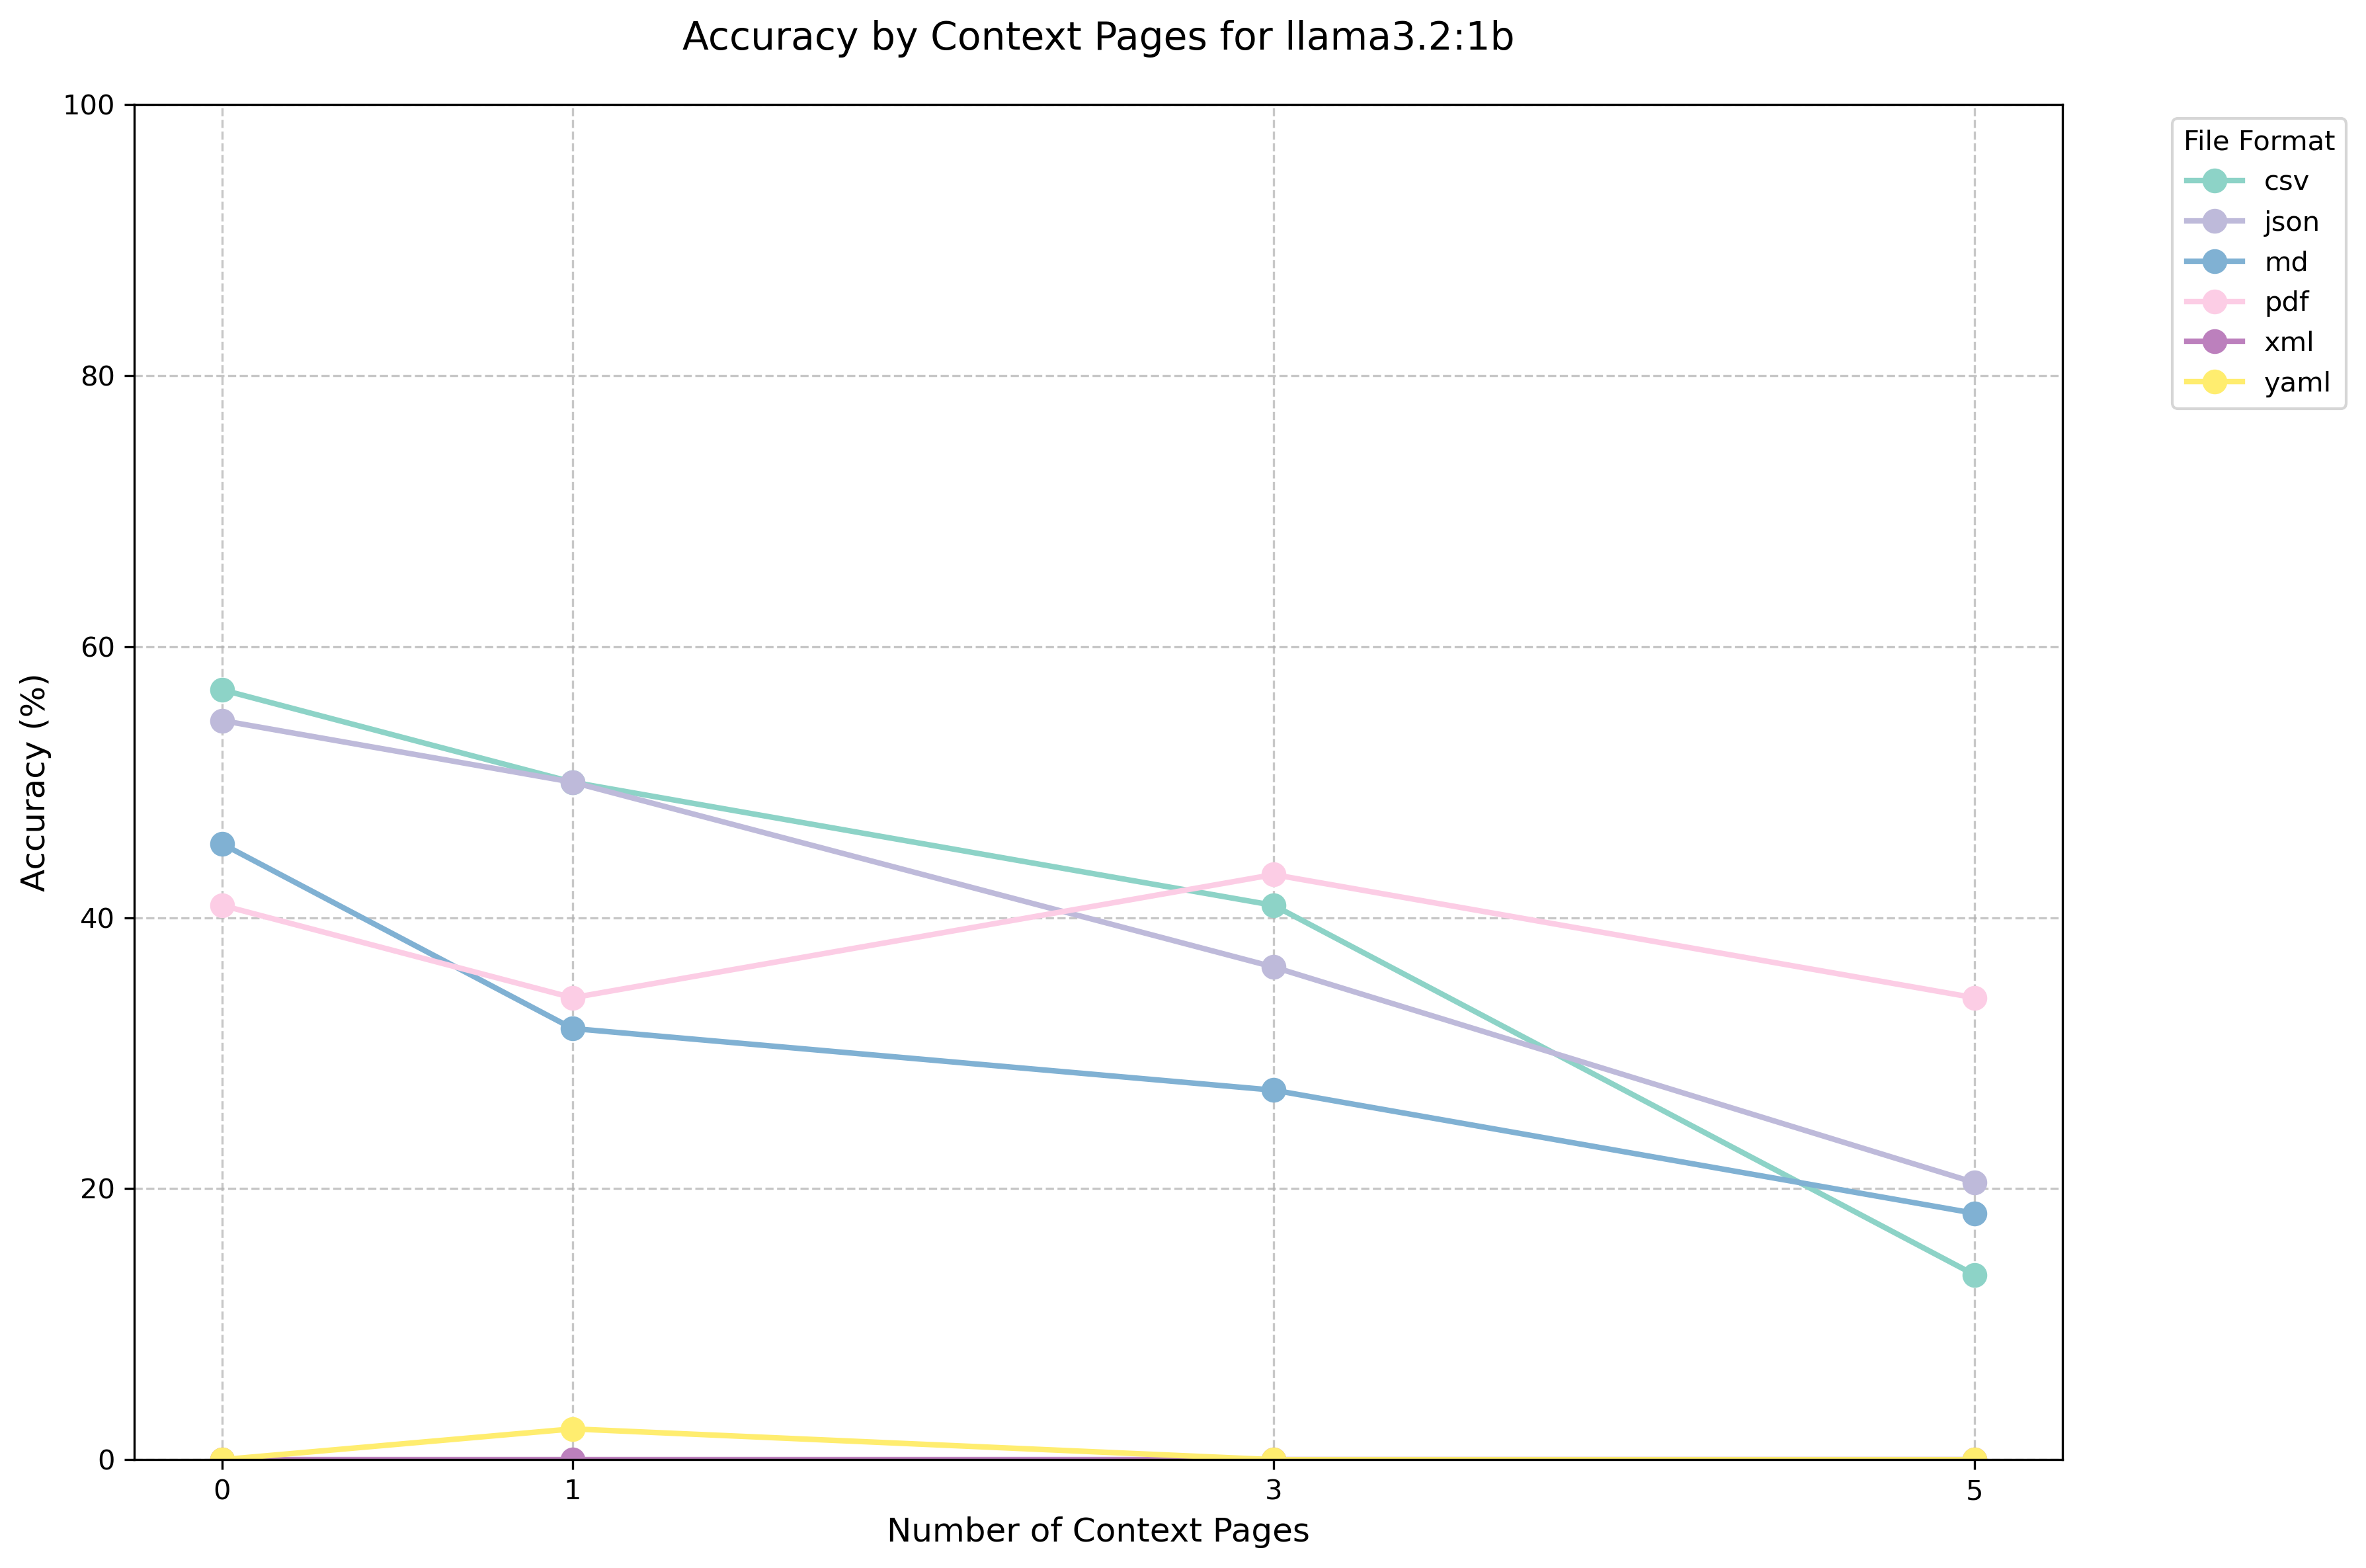 Accuracy by Context Pages for llama3.2:1b
100
80
60
40
20
0
Accuracy (%)
0 1 3 5
Number of Context Pages
File Format
csv
json
md
pdf
xml
yaml